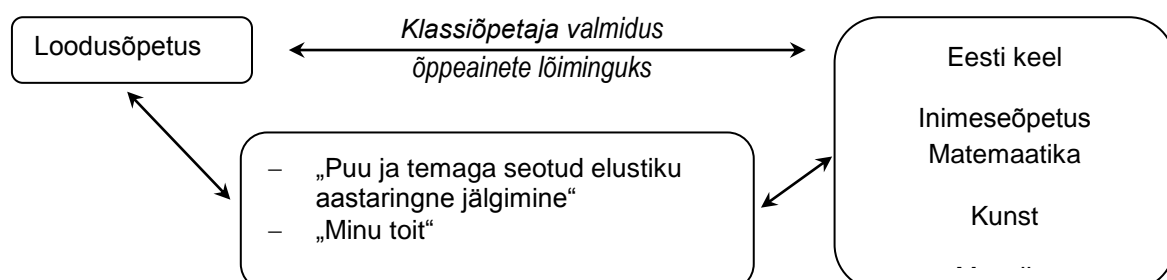 Loodusõpetus
Klassiõpetaja valmidus
õppeainete lõiminguks
Eesti keel
Inimeseõpetus
Matemaatika
Kunst
– „Puu ja temaga seotud elustiku
aastaringne jälgimine“
– „Minu toit“